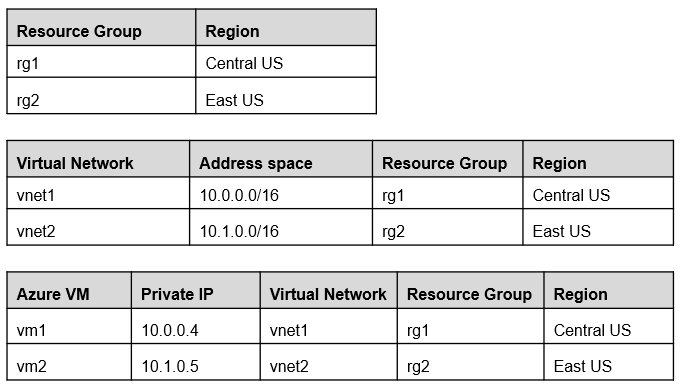 Resource Group Region
rg1 Central US
rg2 East US
Virtual Network Address space Resource Group Region
vnet1 10.0.0.0/16 rg1 Central US
vnet2 10.1.0.0/16 rg2 East US
Azure VM Private IP Virtual Network Resource Group Region
vm1 10.0.0.4 vnet1 rg1 Central US
vm2 10.1.0.5 vnet2 rg2 East US